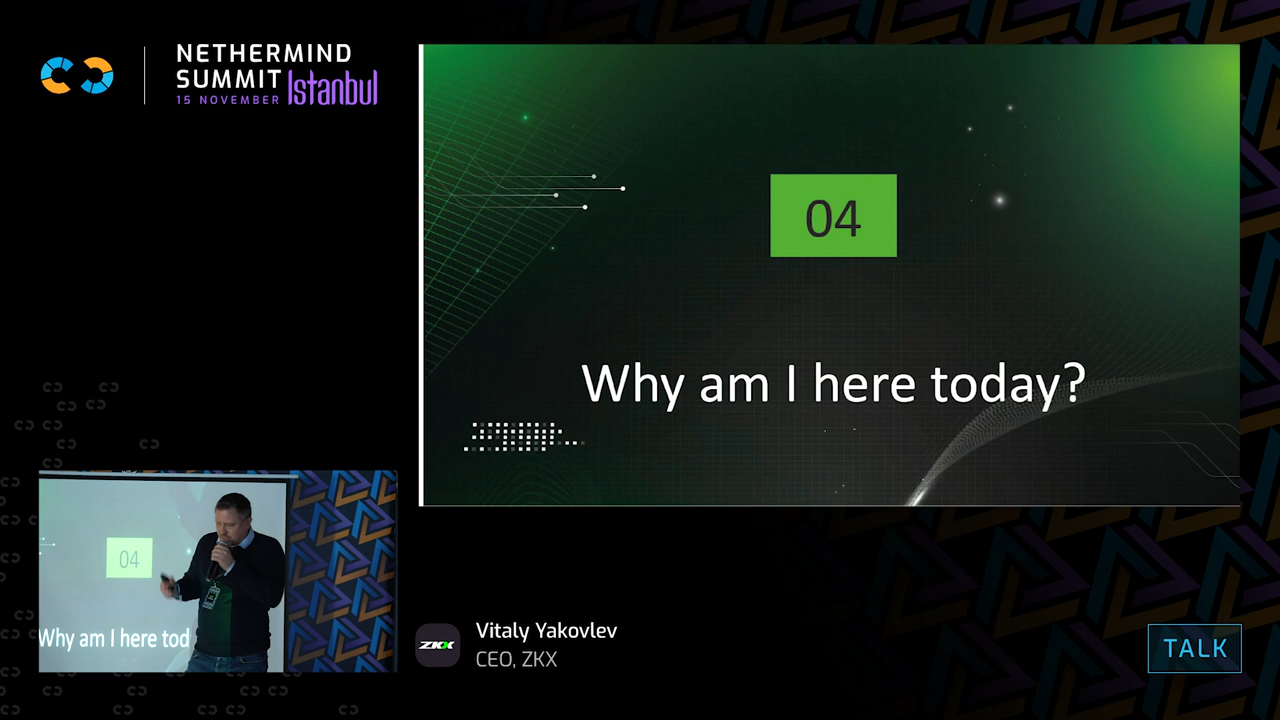 NETHERMIND
SUMMIT Istanbul
15 NOVEMBER
04
Why am I here today?
04
Why am I here tod
ZKX
Vitaly Yakovlev
CEO, ZKX
TALK